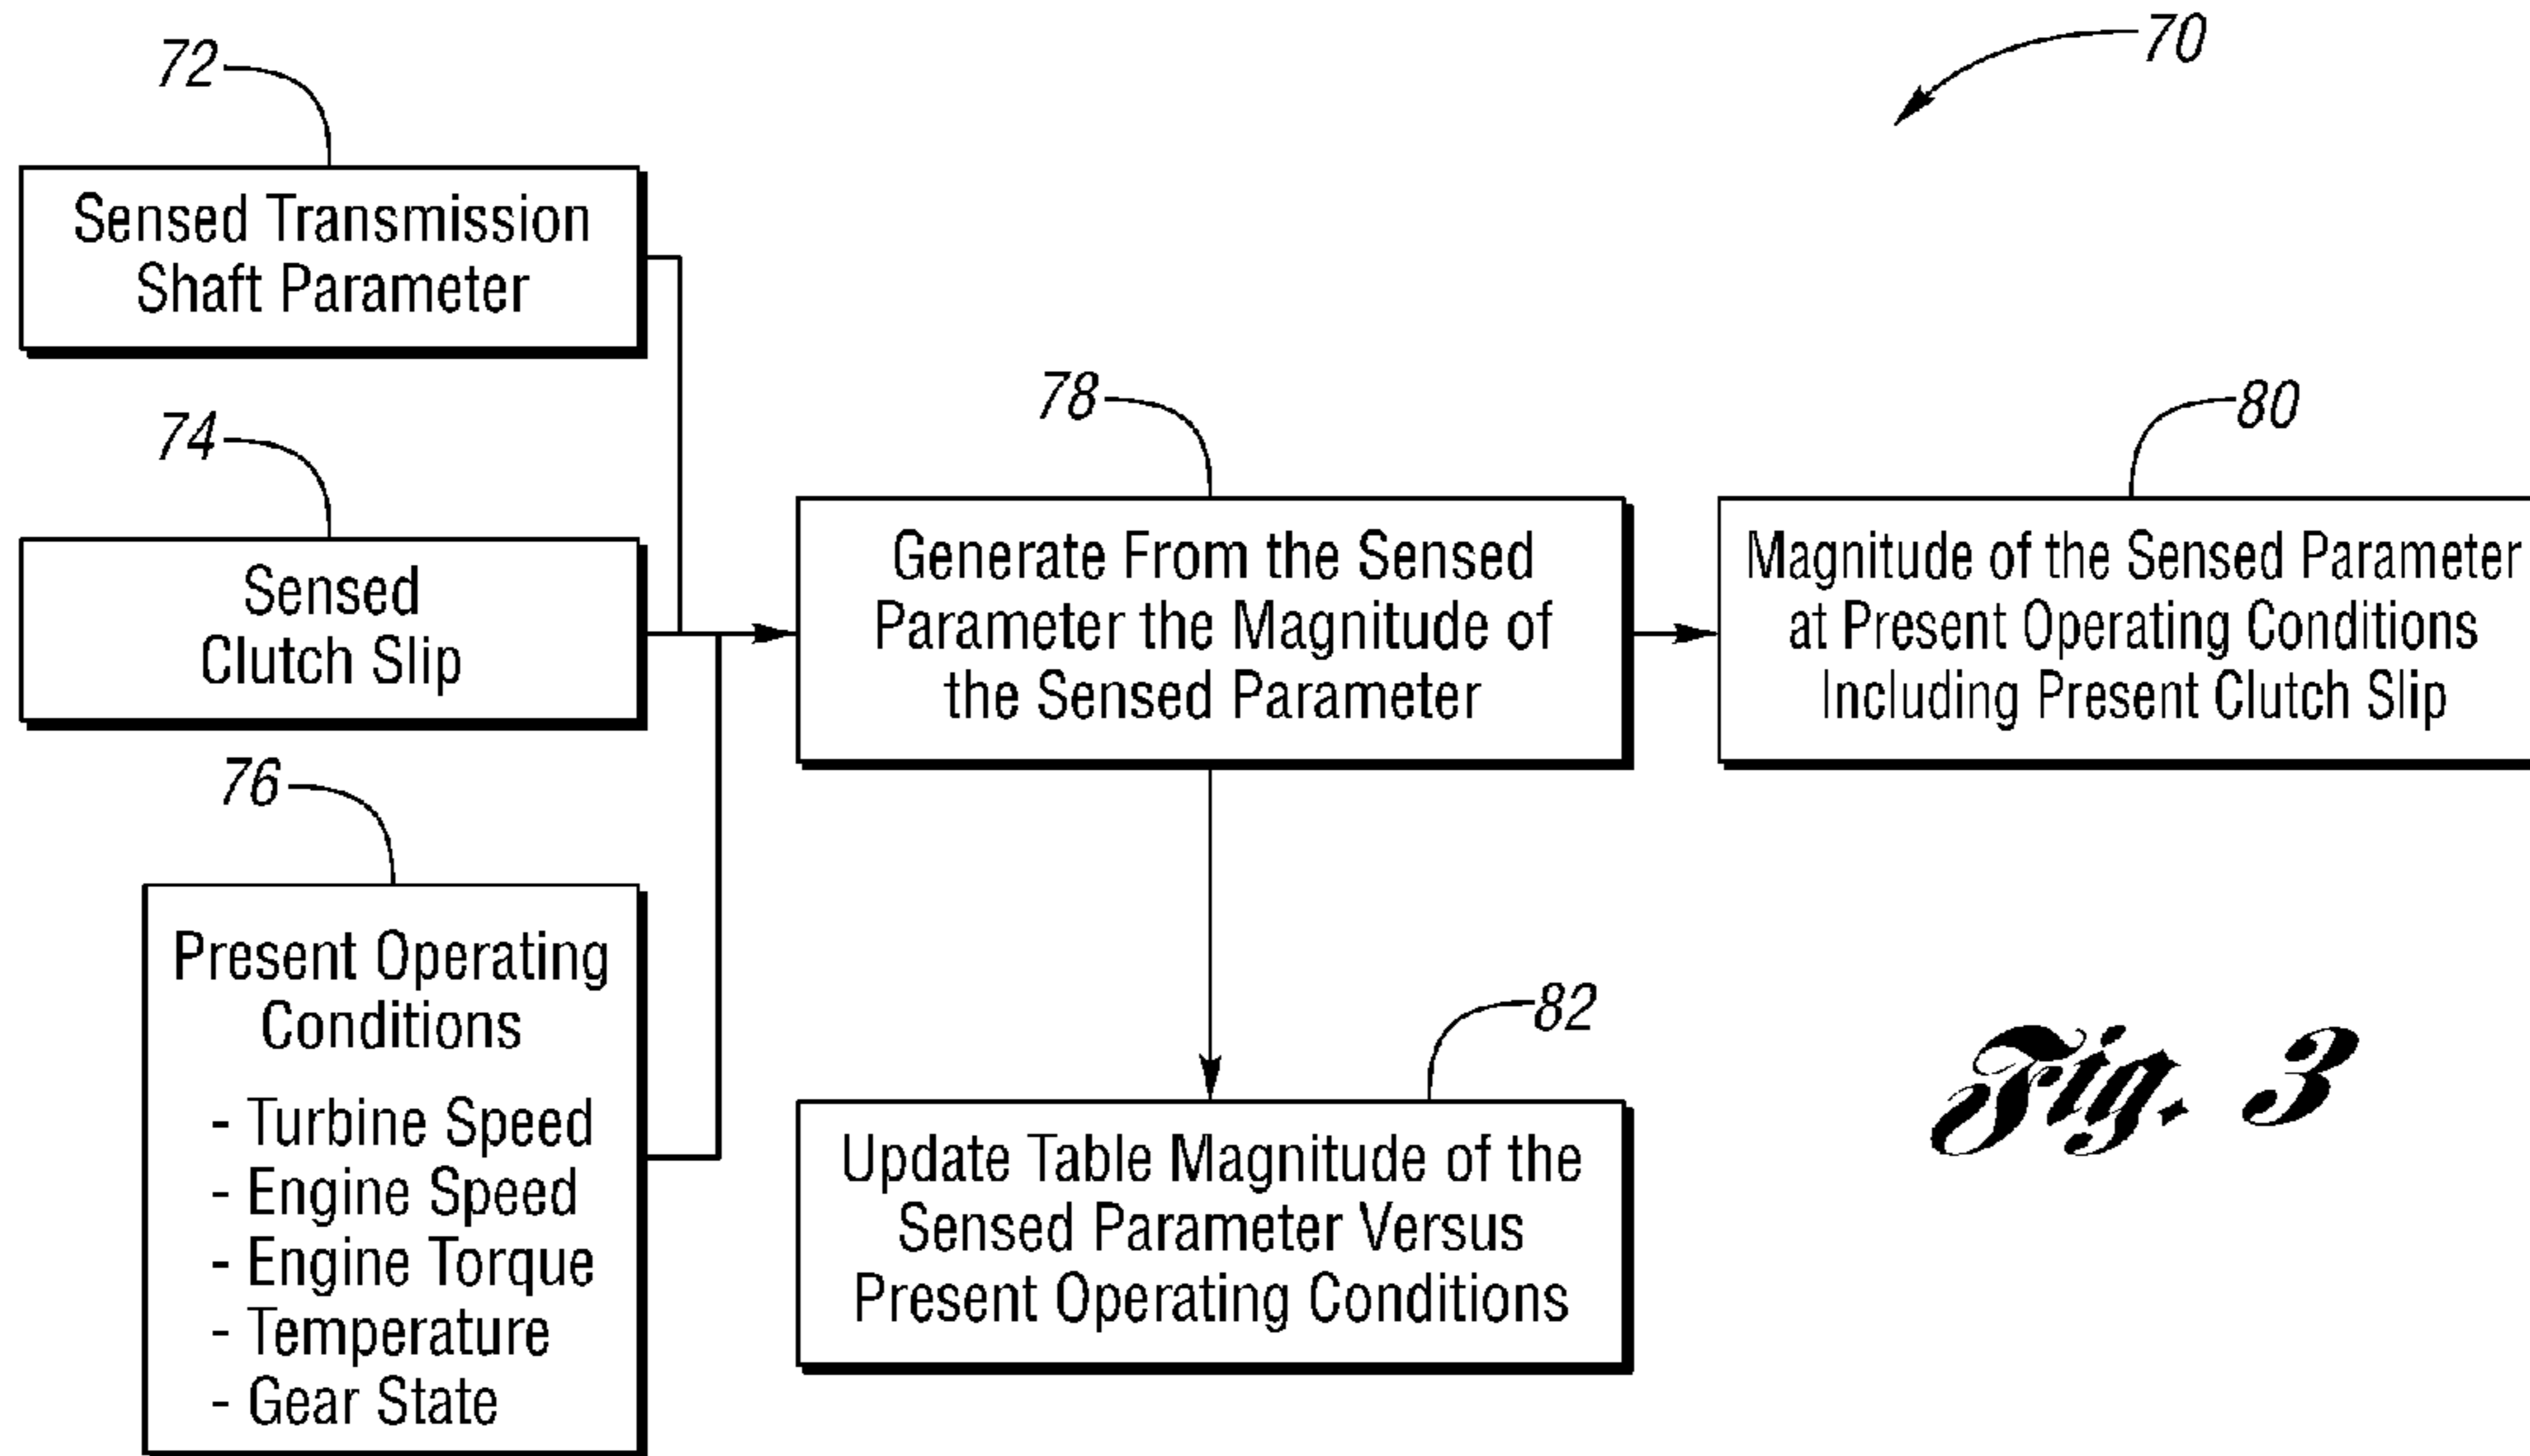 70
72
Sensed Transmission
Shaft Parameter
74
Sensed
Clutch Slip
76
Present Operating
Conditions
- Turbine Speed
- Engine Speed
- Engine Torque
- Temperature
- Gear State
78
Generate From the Sensed
Parameter the Magnitude of
the Sensed Parameter
80
Magnitude of the Sensed Parameter
at Present Operating Conditions
Including Present Clutch Slip
82
Update Table Magnitude of the
Sensed Parameter Versus
Present Operating Conditions
Fig. 3